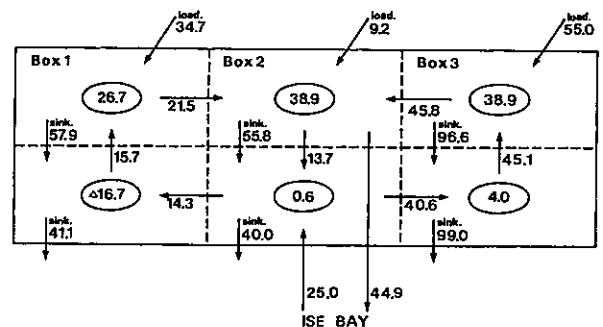 load.
34.7
load.
9.2
load.
55.0
Box 1
Box 2
Box 3
26.7
21.5
38.9
45.8
38.9
sink.
57.9
15.7
sink.
55.8
13.7
sink.
96.6
45.1
△16.7
14.3
0.6
40.6
4.0
sink.
41.1
sink.
40.0
sink.
99.0
25.0
44.9
ISE BAY